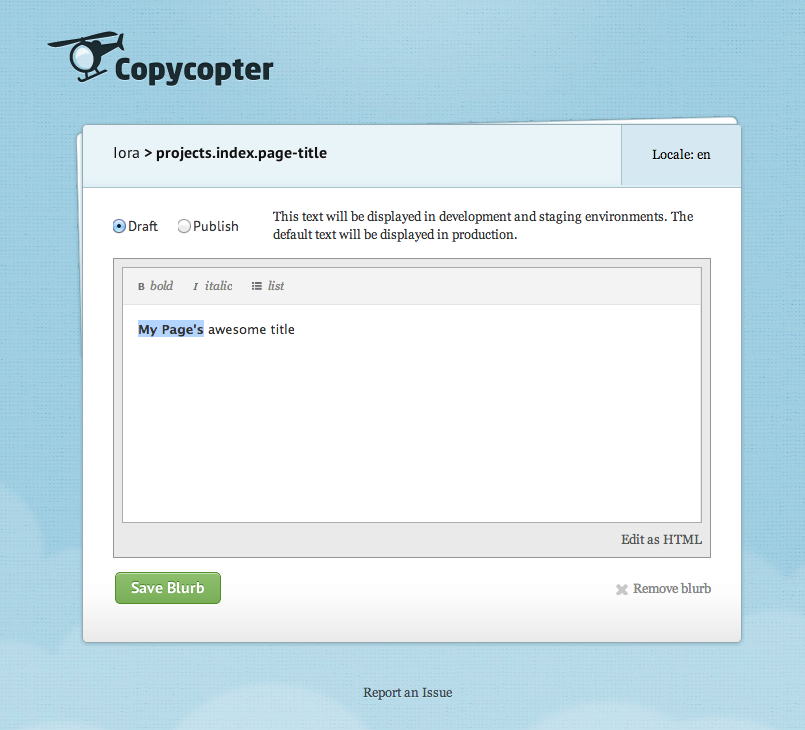 Copycopter
Iora > projects.index.page-title
Locale: en
Draft
Publish
This text will be displayed in development and staging environments. The
default text will be displayed in production.
B bold
I italic
list
My Page's awesome title
Edit as HTML
Save Blurb
Remove blurb
Report an Issue